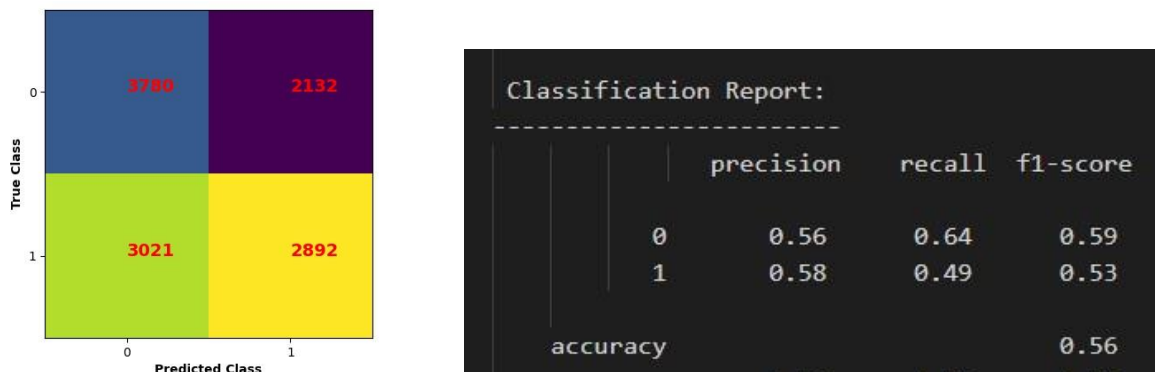 3780 2132
0
True Class
3021 2892
1
0 1
Predicted Class
Classification Report:
------------------------
precision recall f1-score
0 0.56 0.64 0.59
1 0.58 0.49 0.53
accuracy 0.56